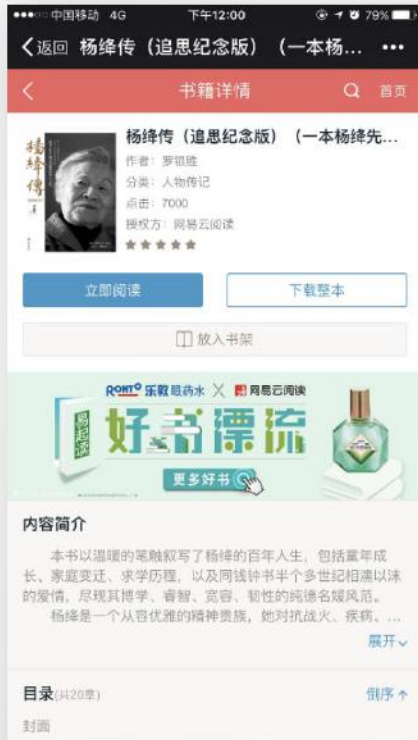 中国移动 4G 下午12:00 79%
返回 杨绛传（追思纪念版）（一本杨... •••
书籍详情 首页
杨绛传（追思纪念版）（一本杨绛先...
作者：罗银胜
分类：人物传记
点击：7000
授权方：网易云阅读
杨绛傳
立即阅读 下载整本
放入书架
ROHTO 乐敦眼药水 × 网易云阅读
易起读
好书漂流
更多好书
内容简介
本书以温暖的笔触叙写了杨绛的百年人生，包括童年成
长、家庭变迁、求学历程，以及同钱钟书半个多世纪相濡以沫
的爱情，尽现其博学、睿智、宽容、韧性的纯德名媛风范。
杨绛是一个从容优雅的精神贵族，她对抗战火、疾病、...
展开
目录(共20章) 倒序
封面